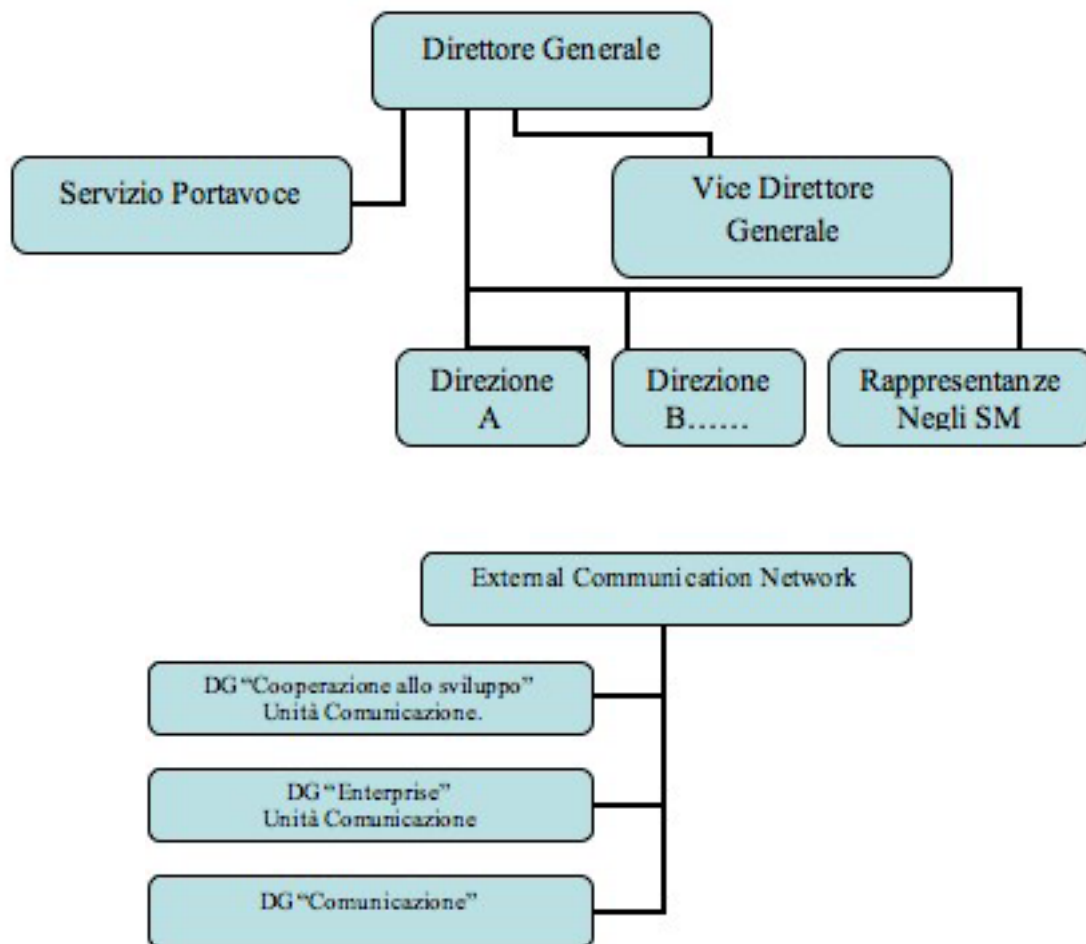 Direttore Generale
Servizio Portavoce
Vice Direttore
Generale
Direzione
A
Direzione
B......
Rappresentanze
Negli SM
External Communication Network
DG“Cooperazione allo sviluppo”
Unità Comunicazione.
DG“Enterprise”
Unità Comunicazione
DG“Comunicazione”